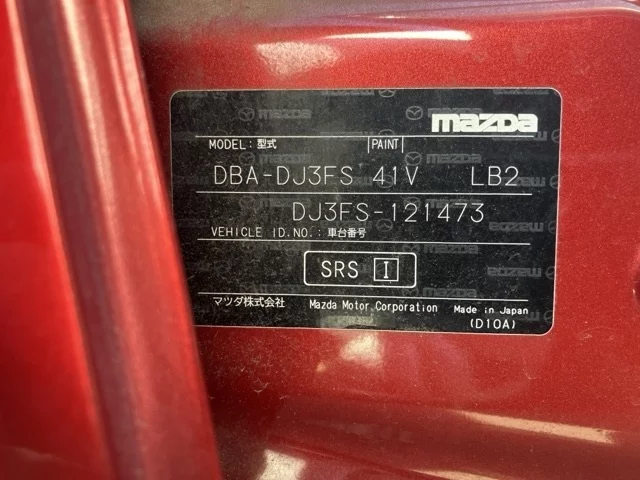 mazda
MODEL: 型式 PAINT
DBA-DJ3FS 41V LB2
DJ3FS-121473
VEHICLE ID.NO.: 車台番号
SRS I
マツダ株式会社 Mazda Motor Corporation Made in Japan
(D10A)